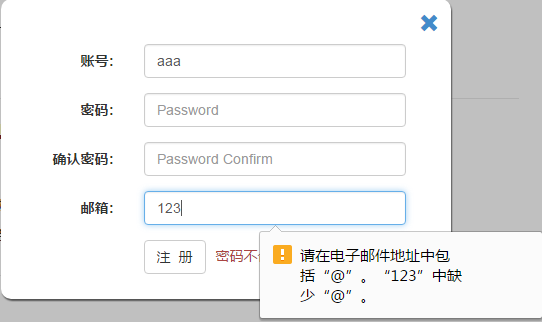 账号: aaa
密码: Password
确认密码: Password Confirm
邮箱: 123
注 册 密码不
请在电子邮件地址中包
括“@”。“123”中缺
少“@”。